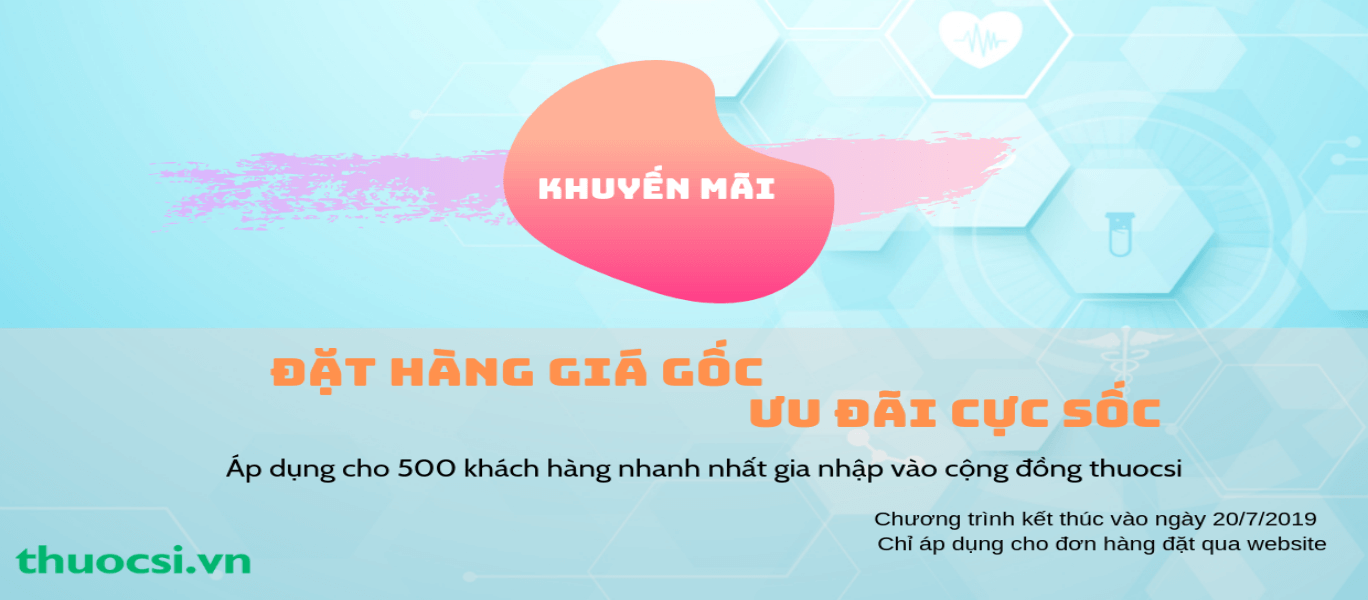 KHUYẾN MÃI
ĐẶT HÀNG GIÁ GỐC
ƯU ĐÃI CỰC SỐC
Áp dụng cho 500 khách hàng nhanh nhất gia nhập vào cộng đồng thuocsi
Chương trình kết thúc vào ngày 20/7/2019
Chỉ áp dụng cho đơn hàng đặt qua website
thuocsi.vn